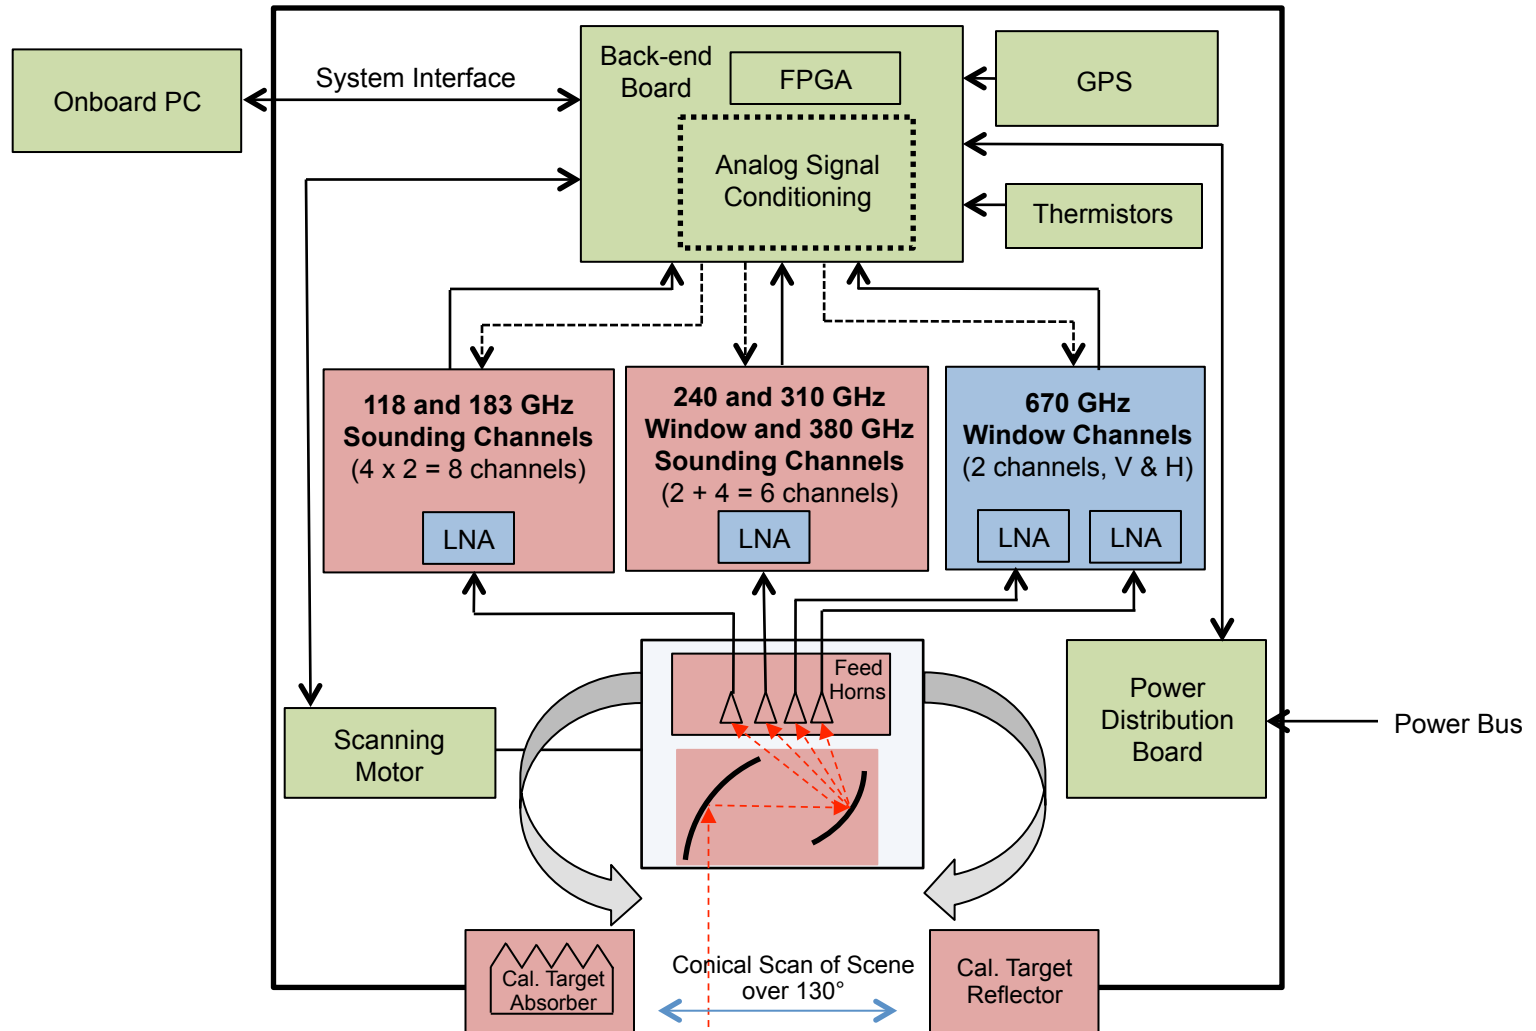 Onboard PC
System Interface
Back-end
Board
FPGA
Analog Signal
Conditioning
GPS
Thermistors
118 and 183 GHz
Sounding Channels
(4 x 2 = 8 channels)
LNA
240 and 310 GHz
Window and 380 GHz
Sounding Channels
(2 + 4 = 6 channels)
LNA
670 GHz
Window Channels
(2 channels, V & H)
LNA
LNA
Feed
Horns
Scanning
Motor
Power
Distribution
Board
Power Bus
Cal. Target
Absorber
Conical Scan of Scene
over 130°
Cal. Target
Reflector